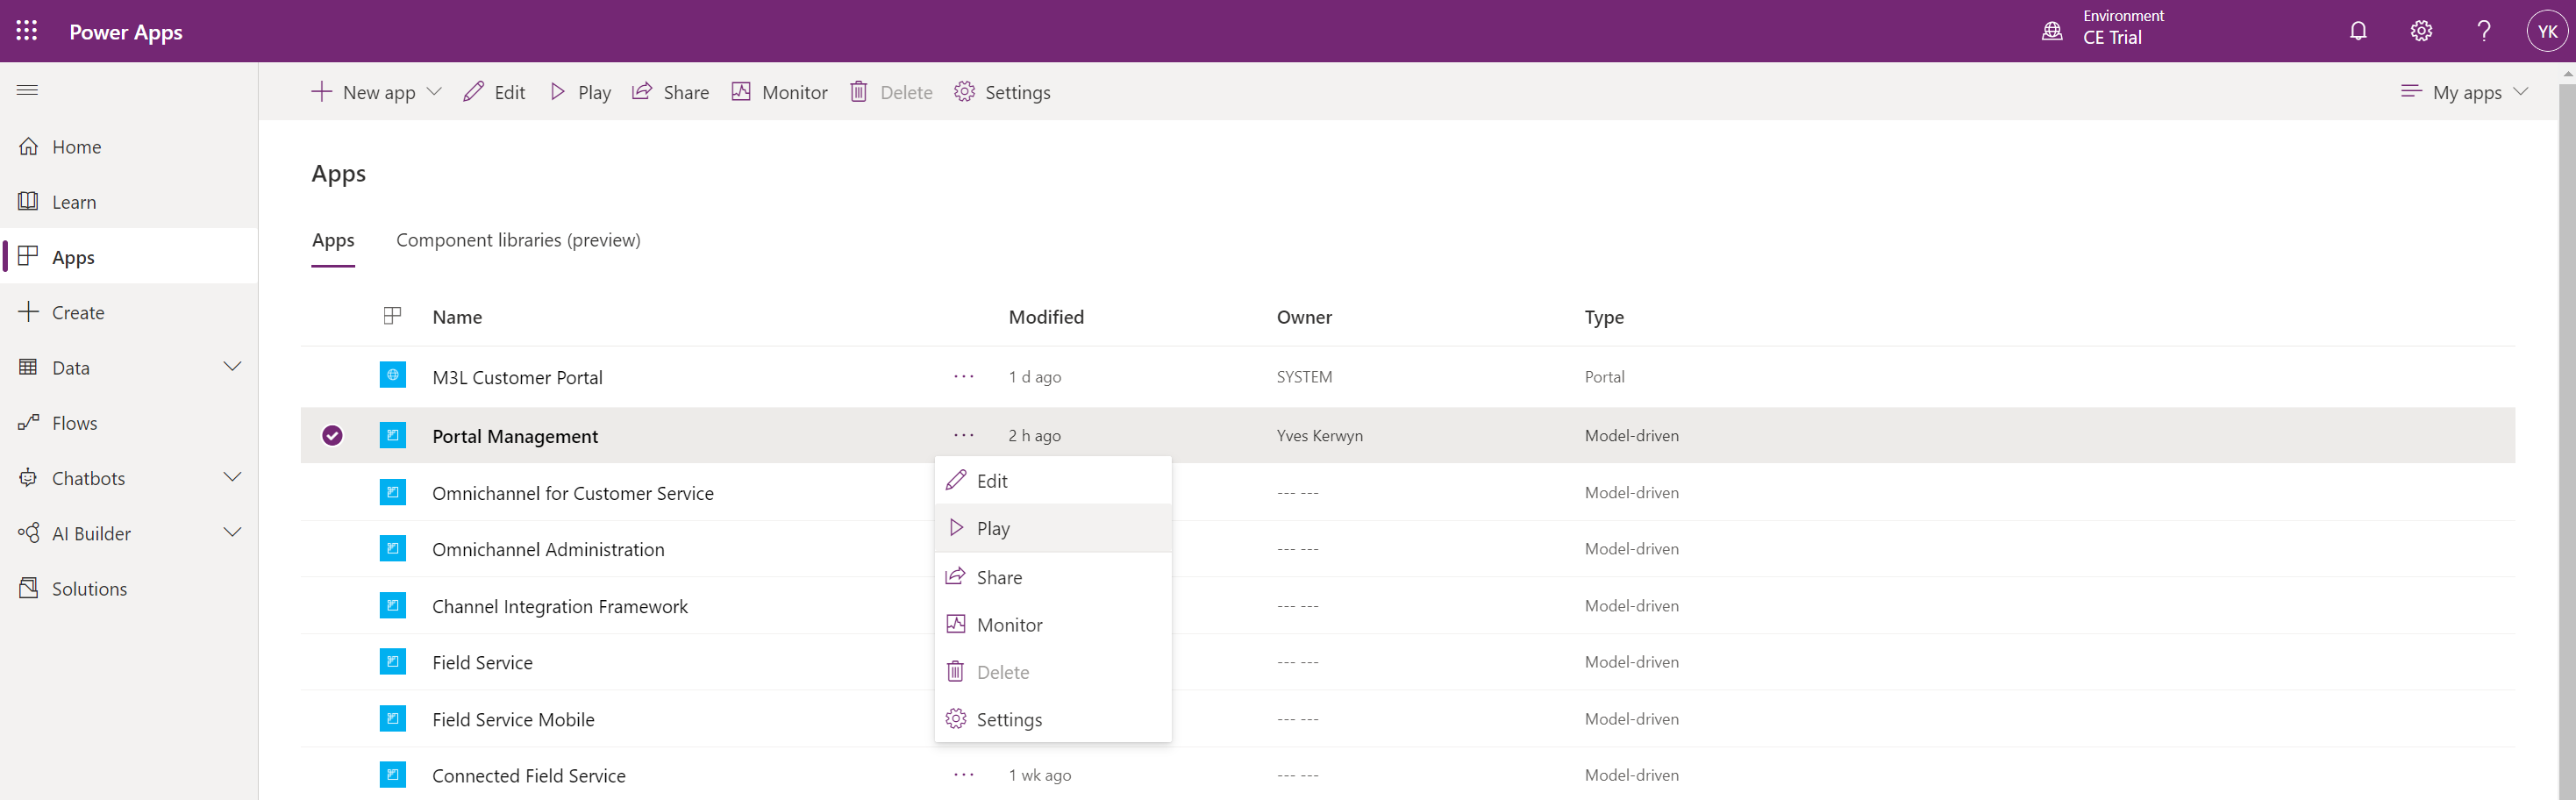 Power Apps
Environment
CE Trial
YK
New app
Edit
Play
Share
Monitor
Delete
Settings
My apps
Home
Learn
Apps
Create
Data
Flows
Chatbots
AI Builder
Solutions
Apps
Apps
Component libraries (preview)
Name Modified Owner Type
M3L Customer Portal ··· 1 d ago SYSTEM Portal
Portal Management ··· 2 h ago Yves Kerwyn Model-driven
Omnichannel for Customer Service --- --- Model-driven
Omnichannel Administration --- --- Model-driven
Channel Integration Framework --- --- Model-driven
Field Service --- --- Model-driven
Field Service Mobile --- --- Model-driven
Connected Field Service ··· 1 wk ago --- --- Model-driven
Edit
Play
Share
Monitor
Delete
Settings